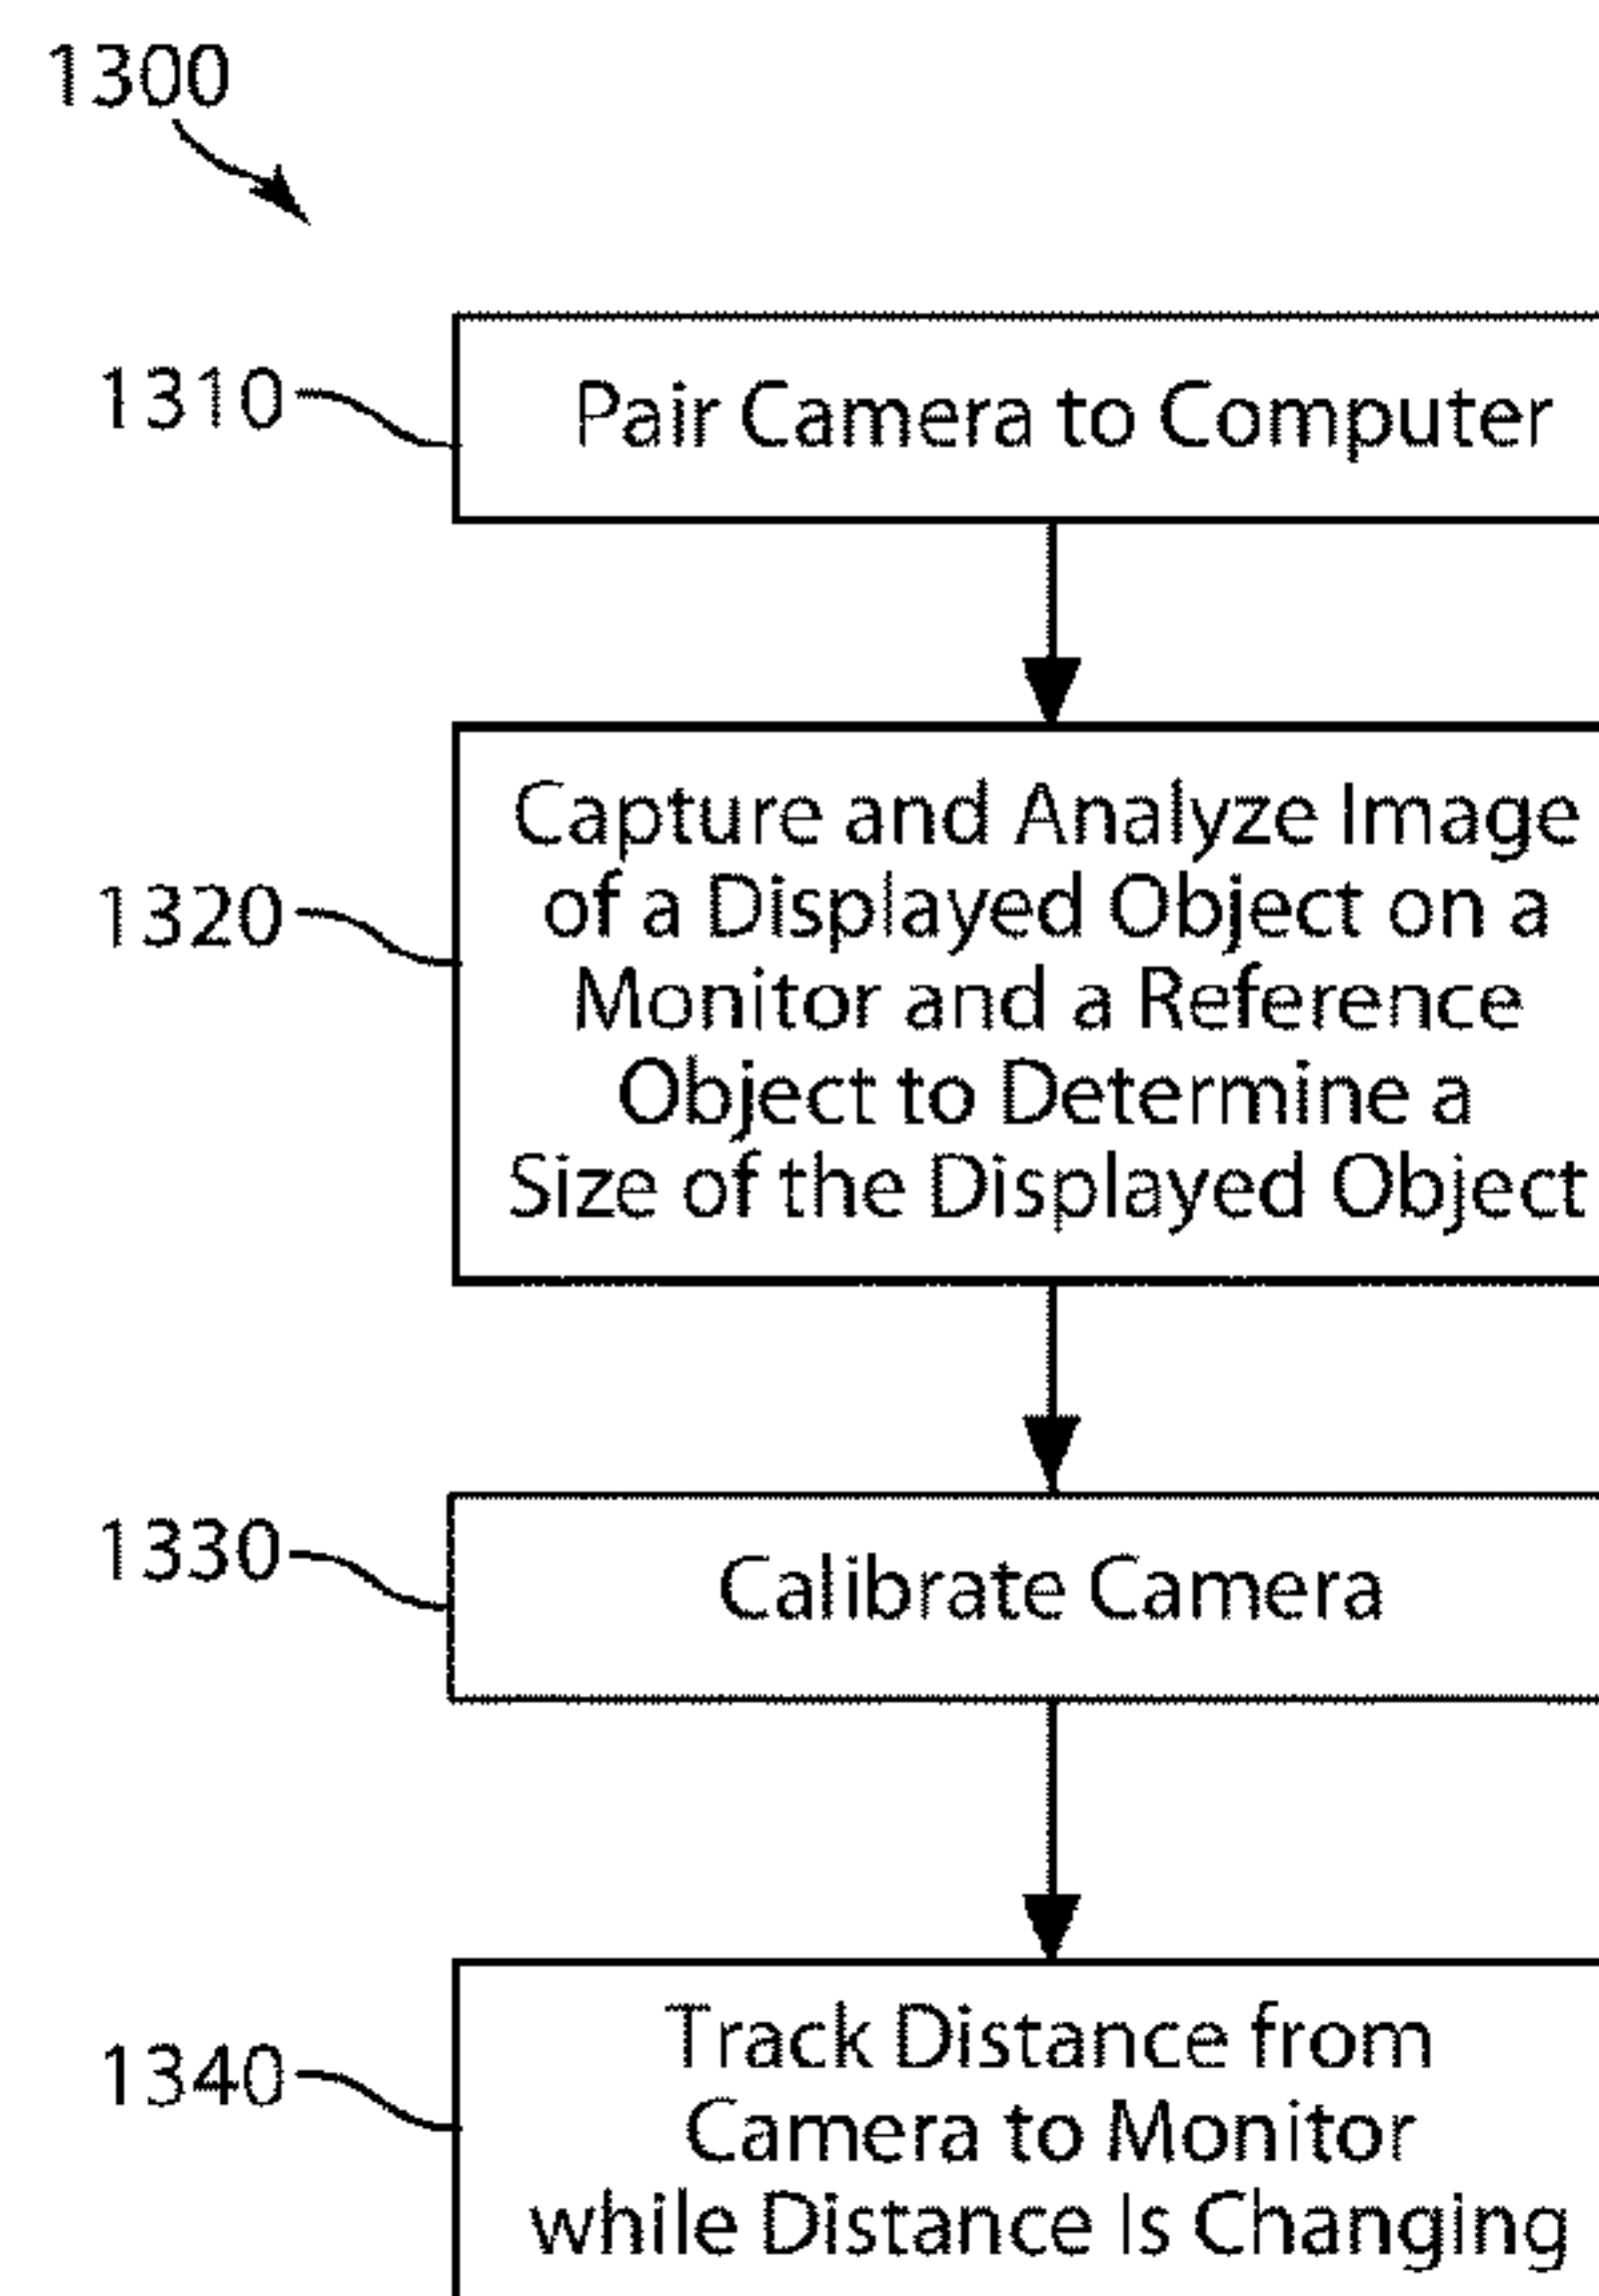 1300
1310
Pair Camera to Computer
1320
Capture and Analyze Image
of a Displayed Object on a
Monitor and a Reference
Object to Determine a
Size of the Displayed Object
1330
Calibrate Camera
1340
Track Distance from
Camera to Monitor
while Distance Is Changing